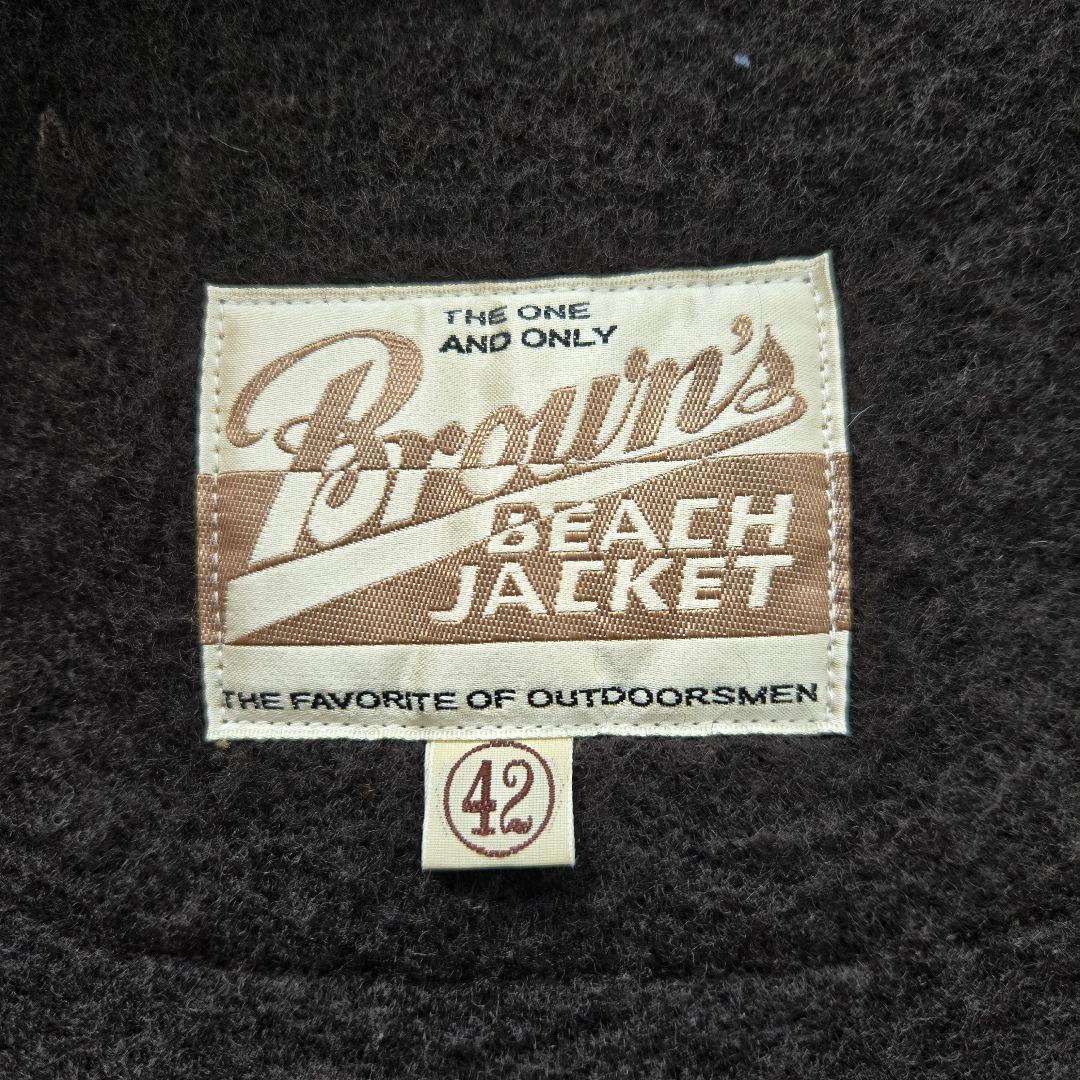 THE ONE
AND ONLY
Brown's
BEACH
JACKET
THE FAVORITE OF OUTDOORSMEN
42